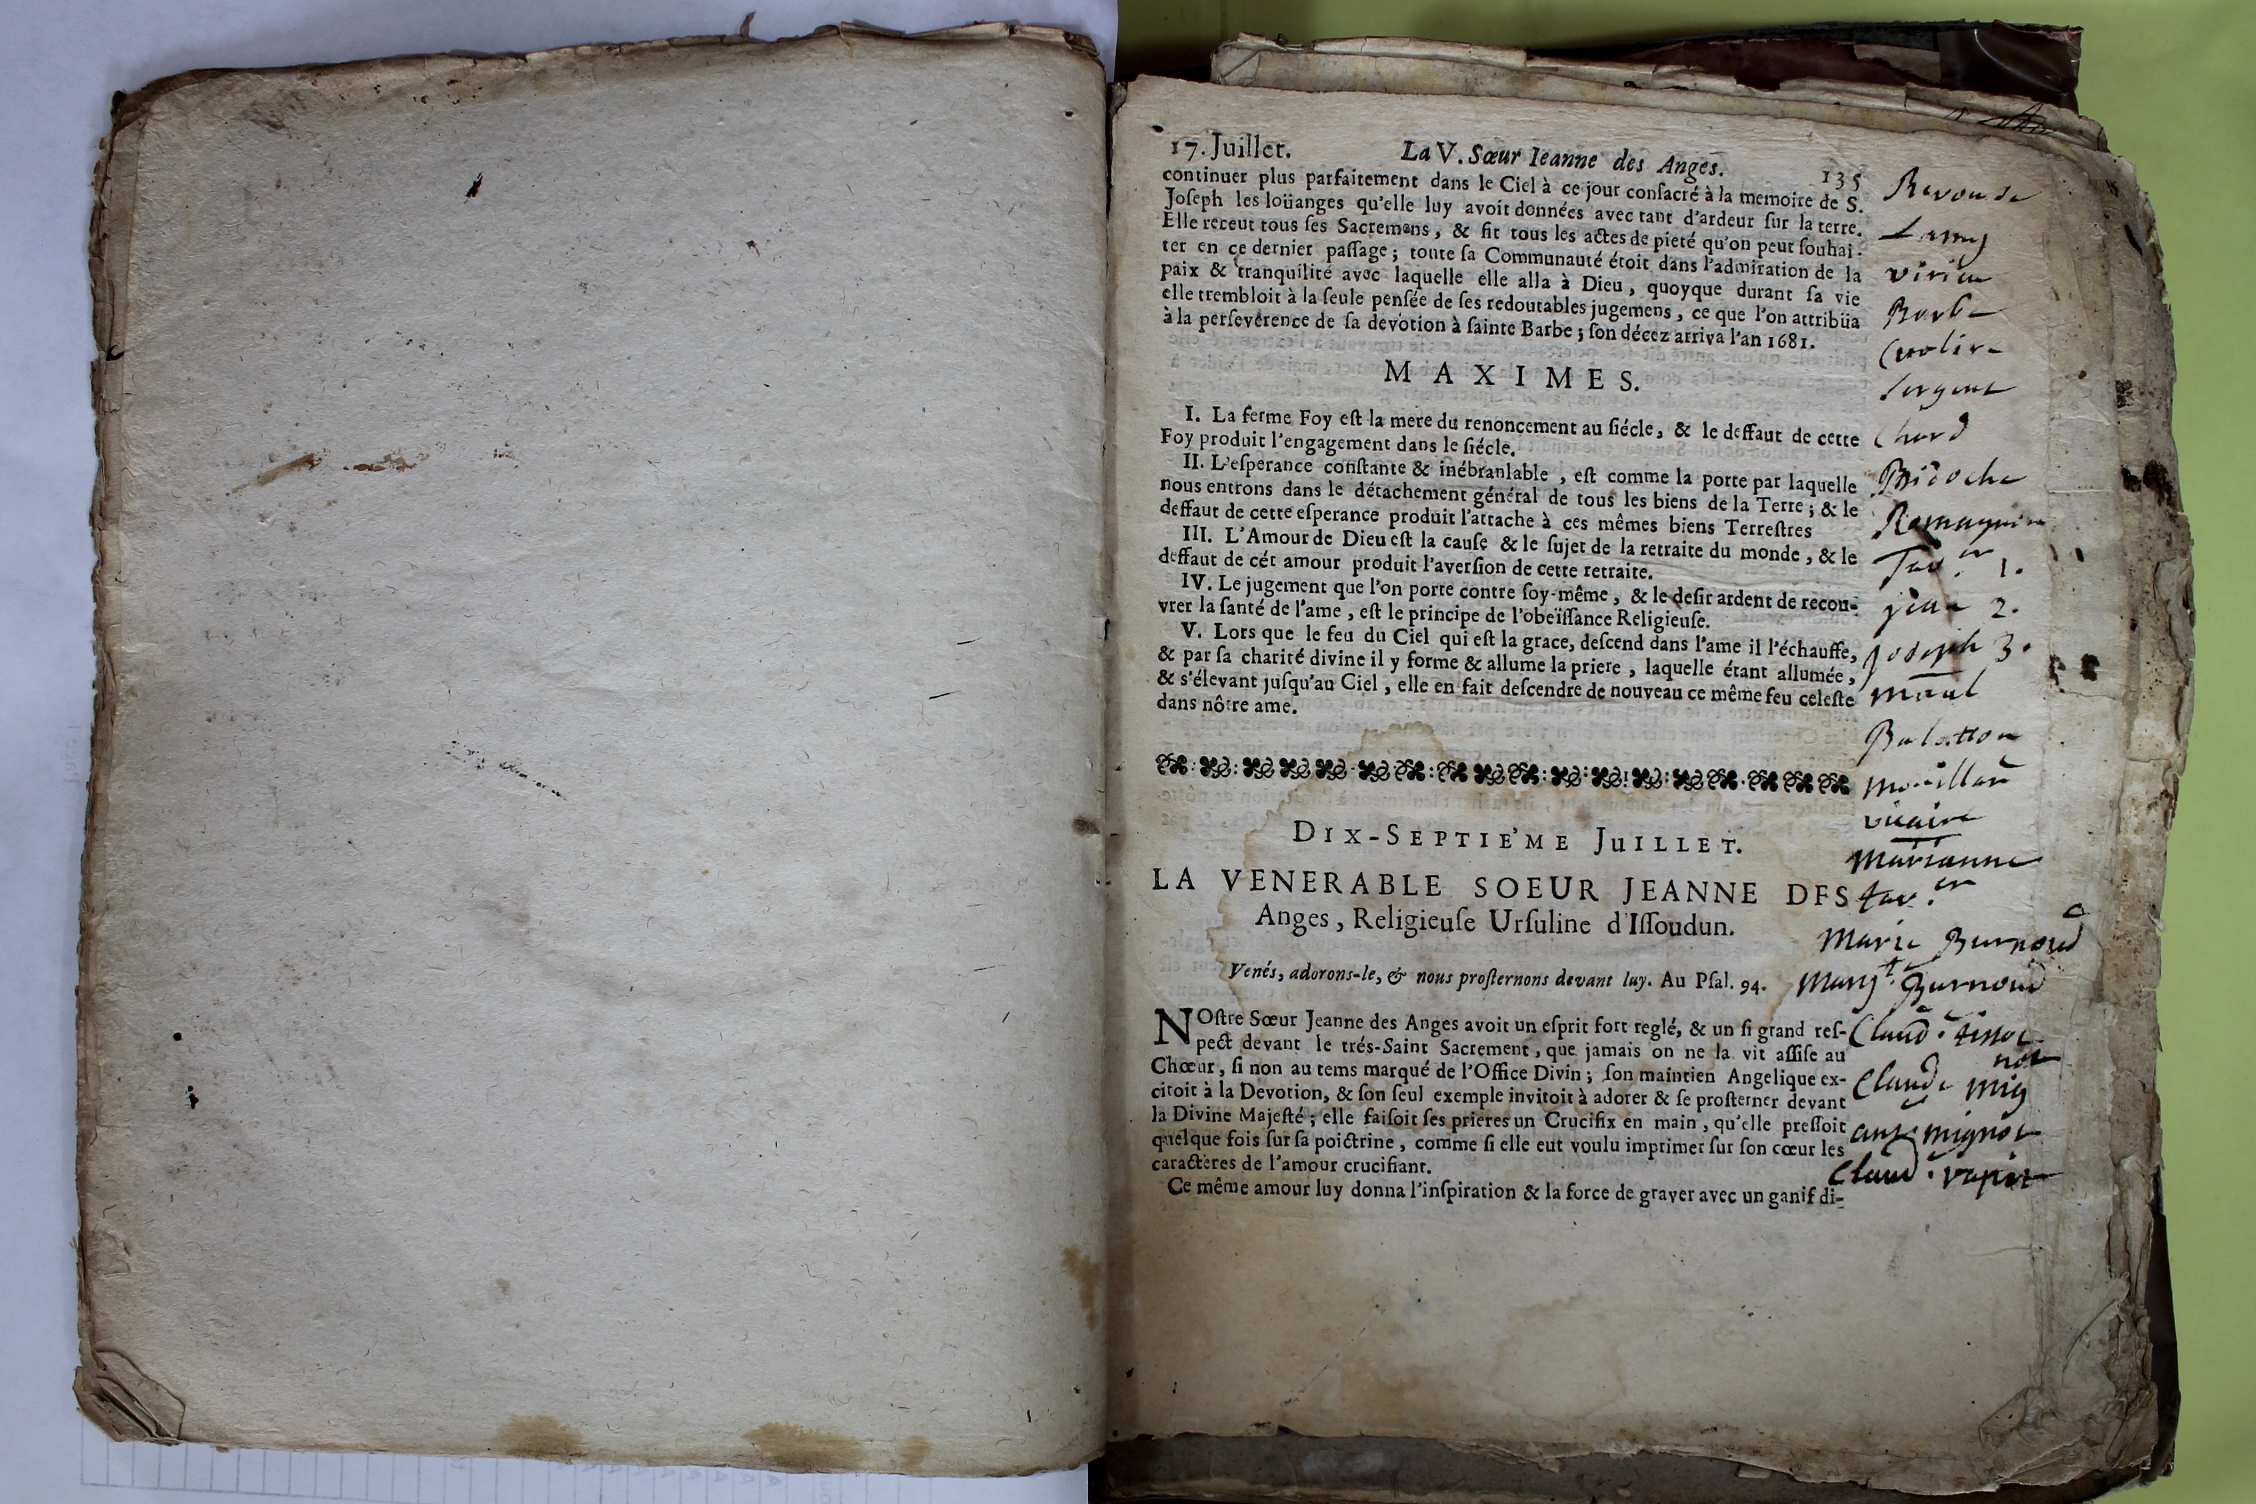 17. Juillet. La V. Sœur Ieanne des Anges. 135
continuer plus parfaitement dans le Ciel à ce jour conſacré à la memoire de S.
Joſeph les loüanges qu'elle luy avoit données avec tant d'ardeur ſur la terre.
Elle receut tous ſes Sacremens, & fit tous les actes de pieté qu'on peut ſouhai-
ter en ce dernier paſſage; toute ſa Communauté étoit dans l'admiration de la
paix & tranquilité avec laquelle elle alla à Dieu, quoyque durant ſa vie
elle trembloit à la ſeule penſée de ſes redoutables jugemens, ce que l'on attribüa
à la perſeverence de ſa devotion à ſainte Barbe; ſon décez arriva l'an 1681.
MAXIMES.
I. La ferme Foy eſt la mere du renoncement au ſiécle, & le deffaut de cette
Foy produit l'engagement dans le ſiécle.
II. L'eſperance conſtante & inébranlable, eſt comme la porte par laquelle
nous entrons dans le détachement général de tous les biens de la Terre; & le
deffaut de cette eſperance produit l'attache à ces mêmes biens Terreſtres
III. L'Amour de Dieu eſt la cauſe & le ſujet de la retraite du monde, & le
deffaut de cét amour produit l'averſion de cette retraite.
IV. Le jugement que l'on porte contre ſoy-même, & le deſir ardent de recou-
vrer la ſanté de l'ame, eſt le principe de l'obeïſſance Religieuſe.
V. Lors que le feu du Ciel qui eſt la grace, deſcend dans l'ame il l'échauffe,
& par ſa charité divine il y forme & allume la priere, laquelle étant allumée,
& s'élevant juſqu'au Ciel, elle en fait deſcendre de nouveau ce même feu celeſte
dans nôtre ame.
DIX-SEPTIE'ME JUILLET.
LA VENERABLE SOEUR JEANNE DES
Anges, Religieuſe Urſuline d'Iſſoudun.
Venés, adorons-le, & nous proſternons devant luy. Au Pſal. 94.
NOſtre Sœur Jeanne des Anges avoit un eſprit fort reglé, & un ſi grand reſ-
pect devant le trés-Saint Sacrement, que jamais on ne la vit aſſiſe au
Chœur, ſi non au tems marqué de l'Office Divin; ſon maintien Angelique ex-
citoit à la Devotion, & ſon ſeul exemple invitoit à adorer & ſe proſterner devant
la Divine Majeſté; elle faiſoit ſes prieres un Crucifix en main, qu'elle preſſoit
quelque fois ſur ſa poictrine, comme ſi elle eut voulu imprimer ſur ſon cœur les
caractères de l'amour crucifiant.
Ce même amour luy donna l'inſpiration & la force de graver avec un ganif di-
Barbe
Sergent
Chard
Bidoche
1.
jean 2.
joseph 3.
vicaire
marianne
Marie Burnoud
Burnoud
Claud. tissot
Claude mig
not
ant. mignot
Claud.